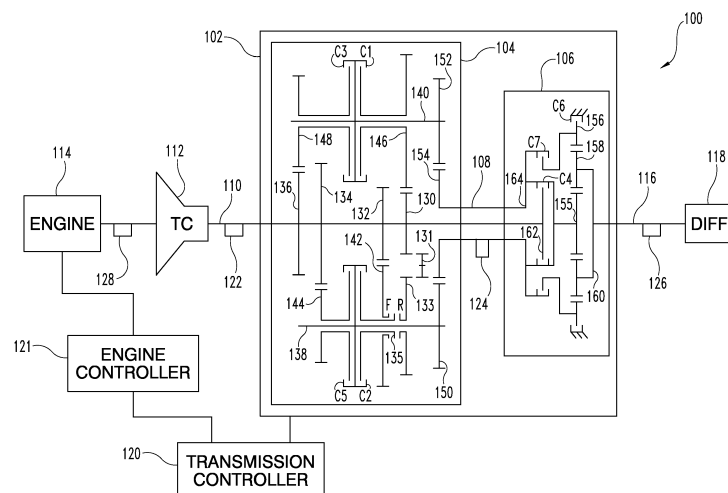 100
102
C3
C1
152
104
106
140
C6
156
112
148
146
154
C7
158
118
114
110
136
134
108
164
C4
116
132
130
155
ENGINE
TC
DIFF
128
122
142
131
162
124
126
144
F
R
133
160
138
135
121
ENGINE
CONTROLLER
C5
C2
150
120
TRANSMISSION
CONTROLLER